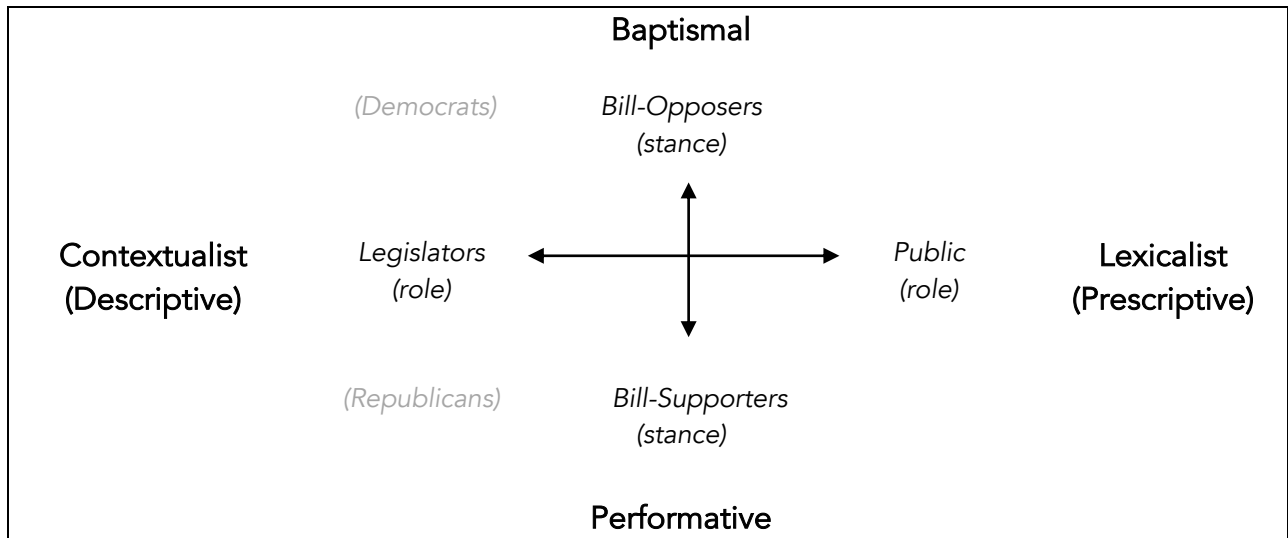 Baptismal
(Democrats) Bill-Opposers
(stance)
Contextualist Legislators Public Lexicalist
(Descriptive) (role) (role) (Prescriptive)
(Republicans) Bill-Supporters
(stance)
Performative